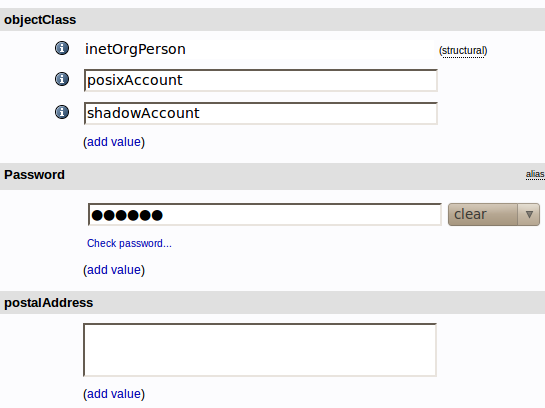 objectClass
inetOrgPerson (structural)
posixAccount
shadowAccount
(add value)
Password alias
●●●●●● clear
Check password...
(add value)
postalAddress
(add value)